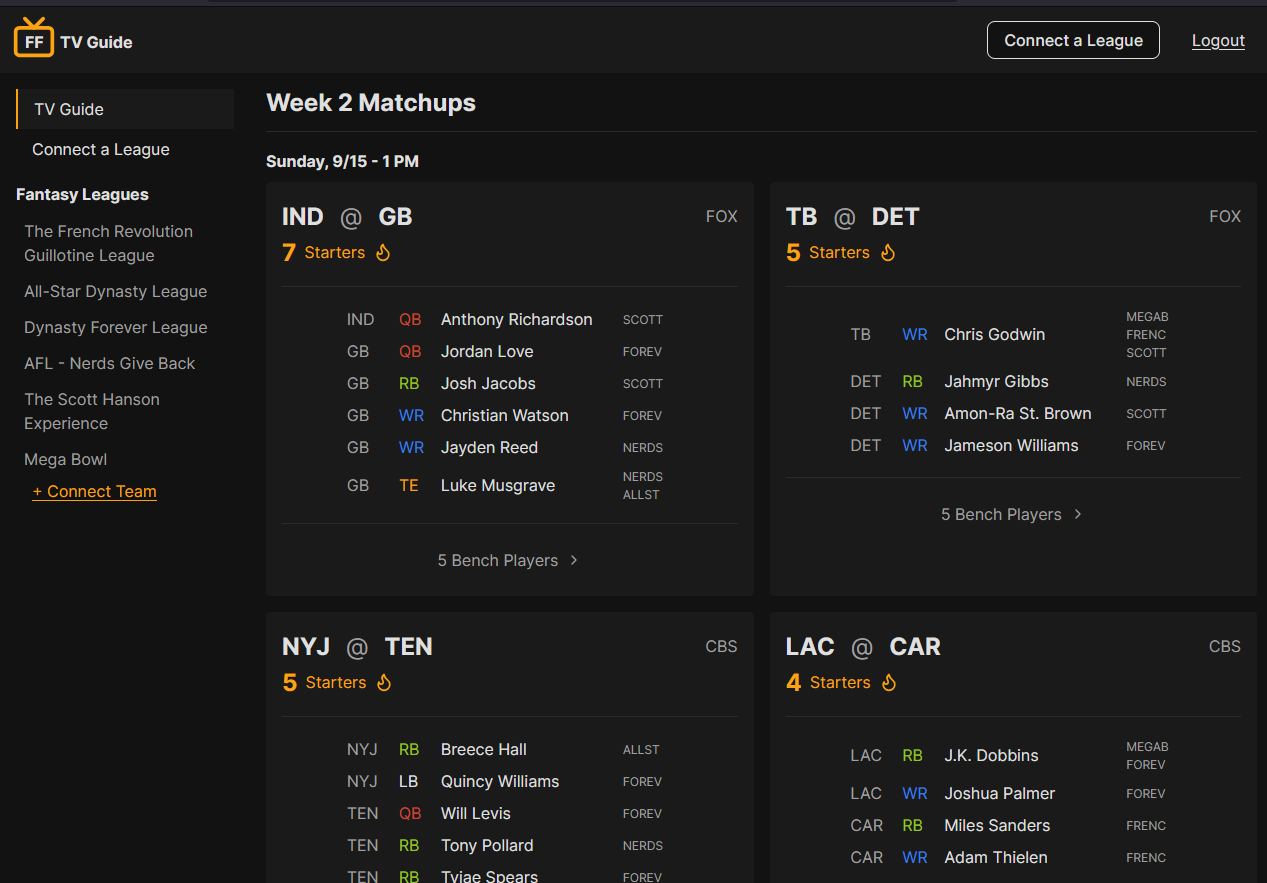 FF TV Guide
Connect a League
Logout
TV Guide
Connect a League
Fantasy Leagues
The French Revolution
Guillotine League
All-Star Dynasty League
Dynasty Forever League
AFL - Nerds Give Back
The Scott Hanson
Experience
Mega Bowl
+ Connect Team
Week 2 Matchups
Sunday, 9/15 - 1 PM
IND @ GB FOX
7 Starters
IND QB Anthony Richardson SCOTT
GB QB Jordan Love FOREV
GB RB Josh Jacobs SCOTT
GB WR Christian Watson FOREV
GB WR Jayden Reed NERDS
GB TE Luke Musgrave NERDS
ALLST
5 Bench Players >
TB @ DET FOX
5 Starters
TB WR Chris Godwin MEGAB
FRENC
SCOTT
DET RB Jahmyr Gibbs NERDS
DET WR Amon-Ra St. Brown SCOTT
DET WR Jameson Williams FOREV
5 Bench Players >
NYJ @ TEN CBS
5 Starters
NYJ RB Breece Hall ALLST
NYJ LB Quincy Williams FOREV
TEN QB Will Levis FOREV
TEN RB Tony Pollard NERDS
TEN RB Tyjae Spears FOREV
LAC @ CAR CBS
4 Starters
LAC RB J.K. Dobbins MEGAB
FOREV
LAC WR Joshua Palmer FOREV
CAR RB Miles Sanders FRENC
CAR WR Adam Thielen FRENC